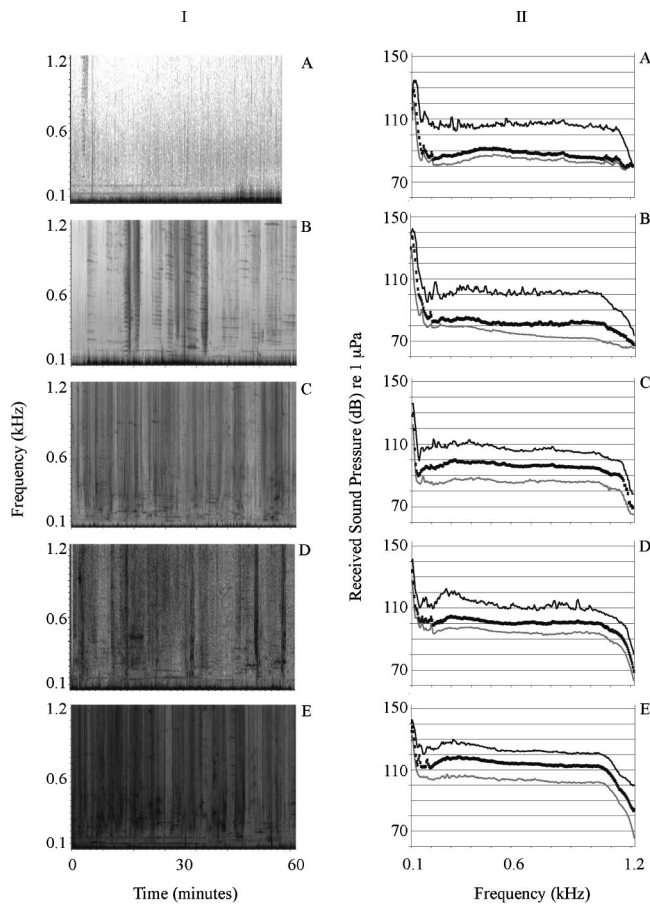 I
II
A
1.2
0.6
0.1
B
1.2
0.6
0.1
C
1.2
0.6
0.1
D
1.2
0.6
0.1
E
1.2
0.6
0.1
0
30
60
Frequency (kHz)
Time (minutes)
A
150
110
70
B
150
110
70
C
150
110
70
D
150
110
70
E
150
110
70
0.1
0.6
1.2
Received Sound Pressure (dB) re 1 µPa
Frequency (kHz)